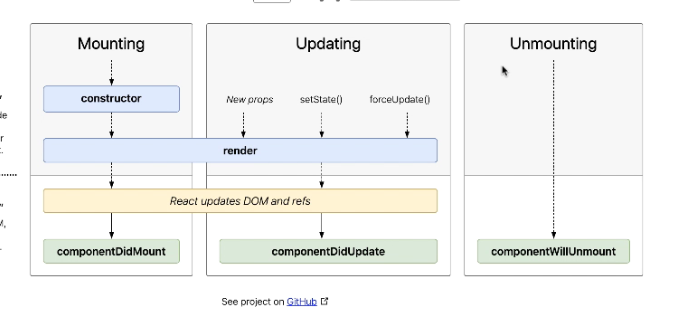 Mounting
Updating
Unmounting
constructor
New props
setState()
forceUpdate()
render
React updates DOM and refs
componentDidMount
componentDidUpdate
componentWillUnmount
See project on GitHub